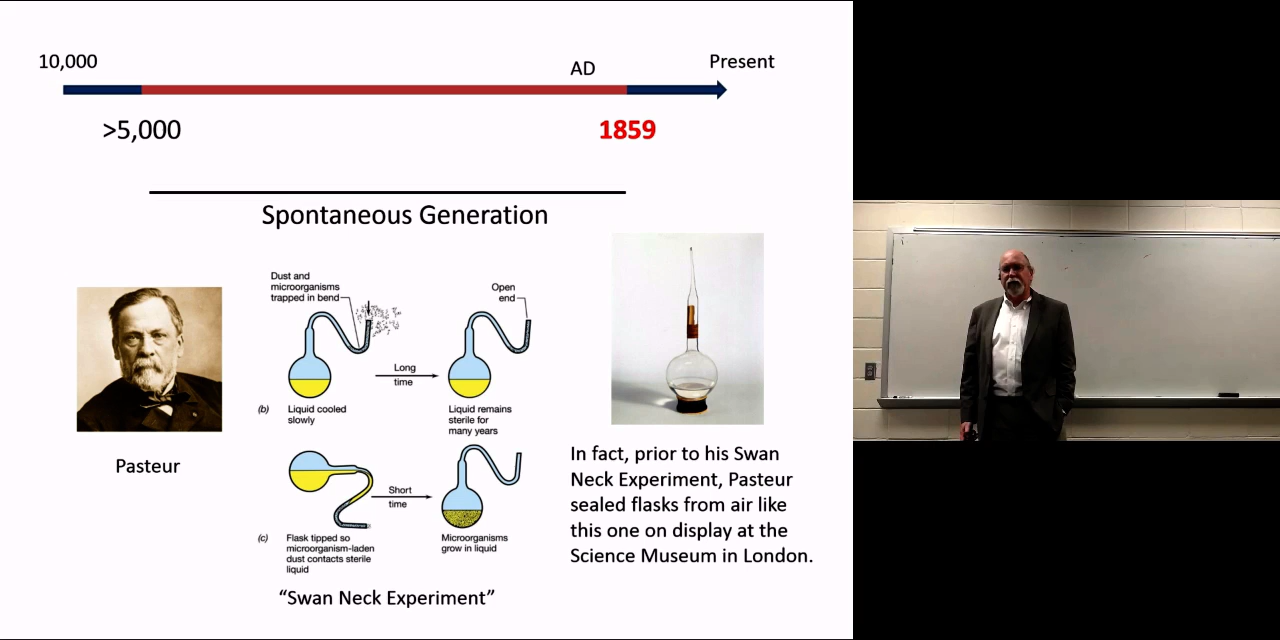 10,000
AD
Present
>5,000
1859
Spontaneous Generation
Dust and
microorganisms
trapped in bend
Open
end
Long
time
(b)
Liquid cooled
slowly
Liquid remains
sterile for
many years
Short
time
(c)
Flask tipped so
microorganism-laden
dust contacts sterile
liquid
Microorganisms
grow in liquid
"Swan Neck Experiment"
Pasteur
In fact, prior to his Swan
Neck Experiment, Pasteur
sealed flasks from air like
this one on display at the
Science Museum in London.